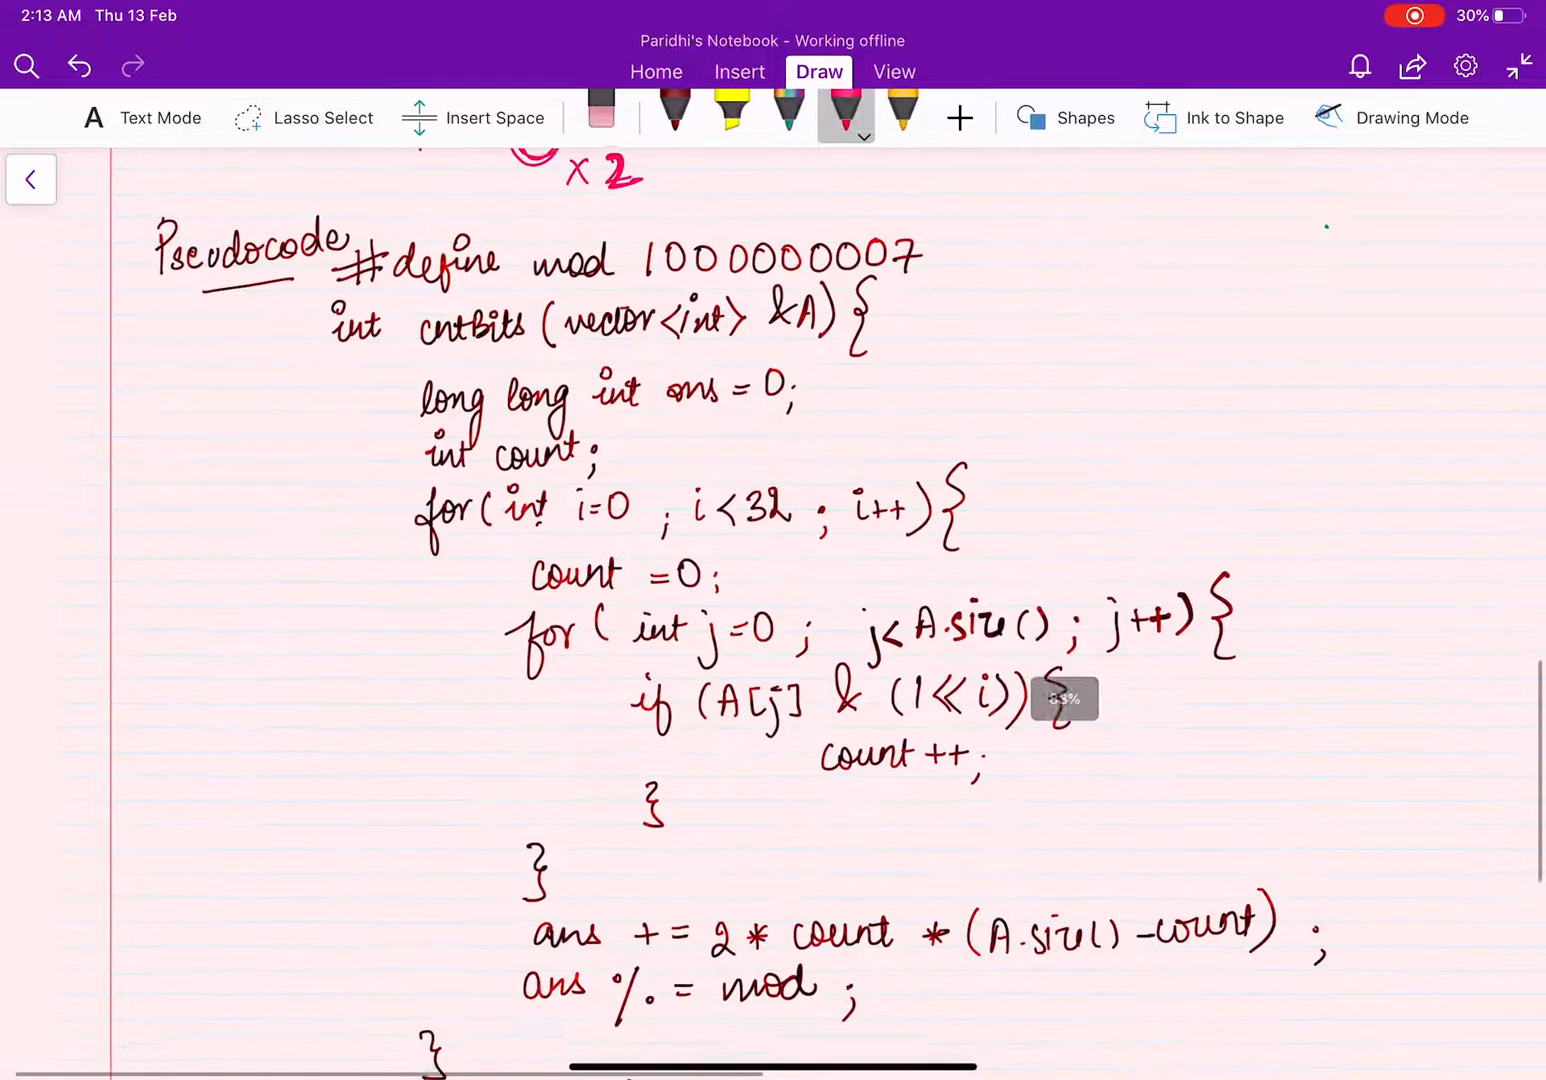 2:13 AM Thu 13 Feb
30%
Paridhi's Notebook - Working offline
Home Insert Draw View
A Text Mode Lasso Select Insert Space Shapes Ink to Shape Drawing Mode
x 2
Pseudocode #define mod 1000000007
int cntBits (vector<int> &A) {
long long int ans = 0;
int count;
for( int i=0 ; i<32 ; i++) {
count = 0;
for ( int j=0 ; j< A.size() ; j++) {
if (A[j] & (1<<i)) {
83%
count ++;
}
}
ans += 2 * count * (A.size() - count) ;
ans %= mod ;
}